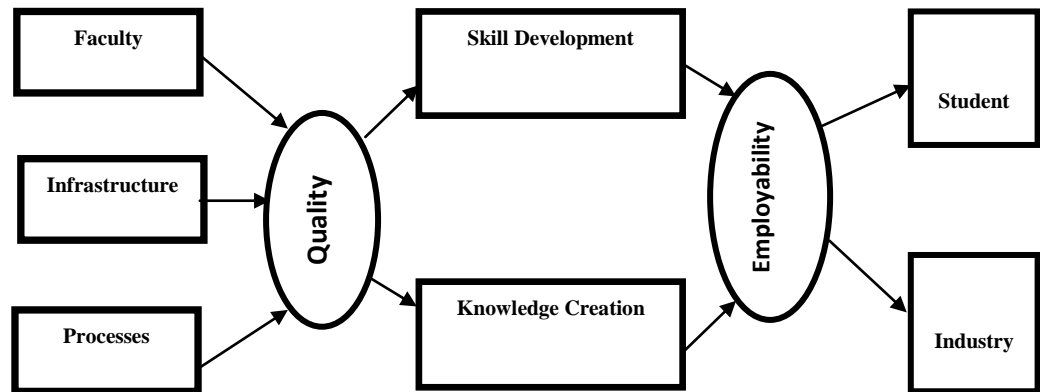 Faculty
Skill Development
Student
Infrastructure
Quality
Employability
Processes
Knowledge Creation
Industry